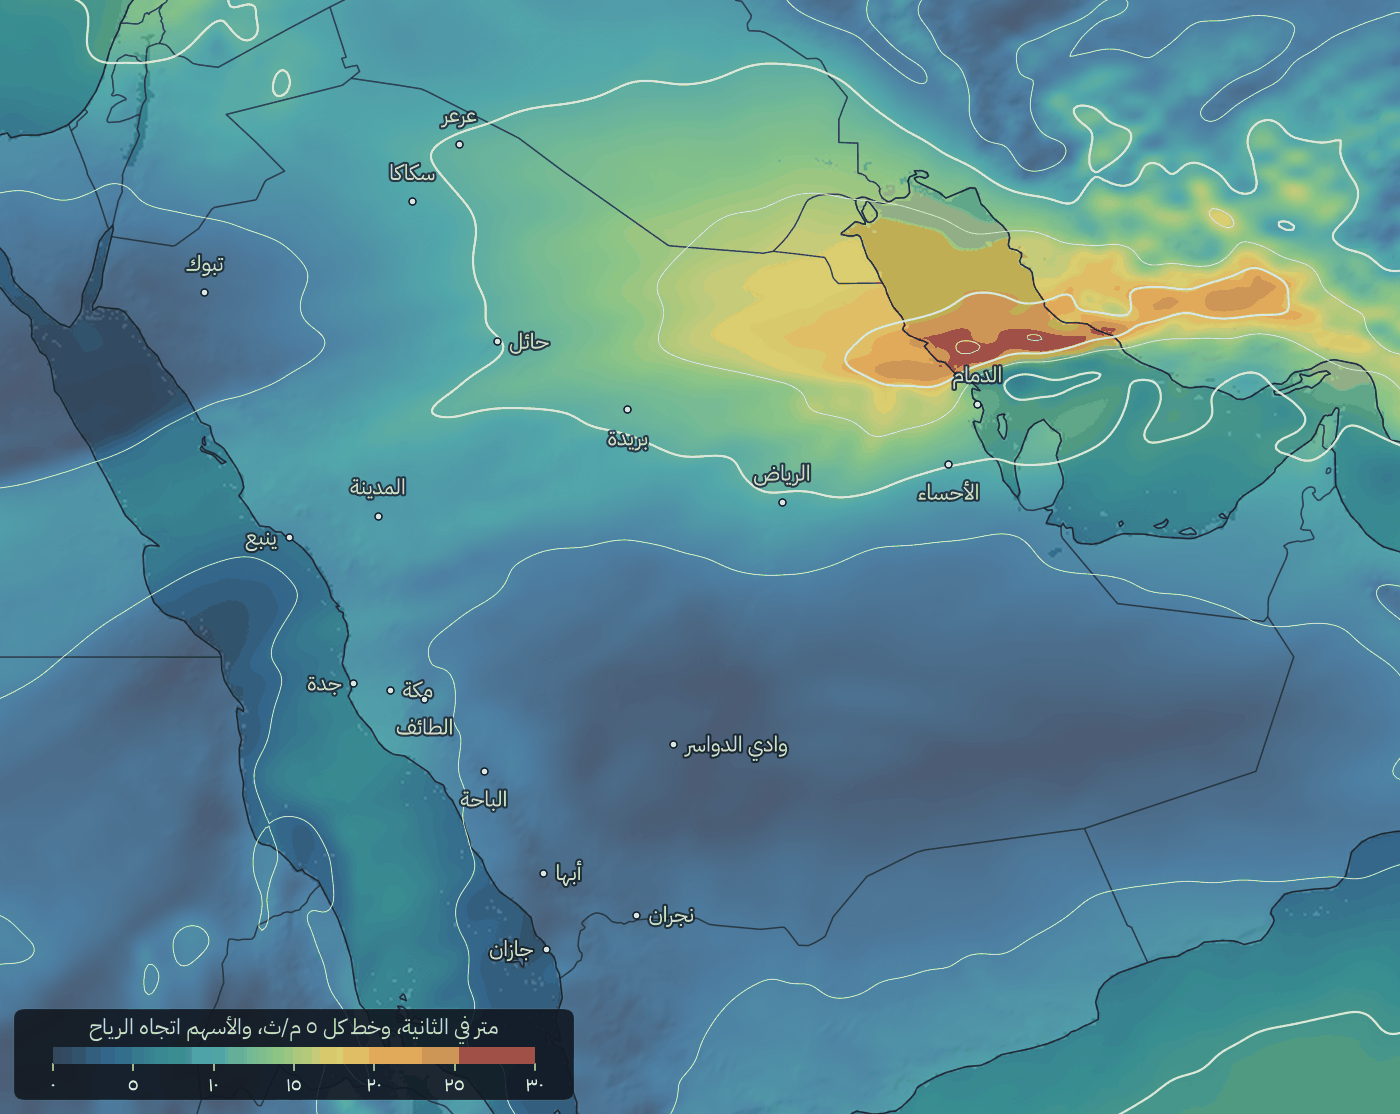 عرعر
سكاكا
تبوك
حائل
الدمام
بريدة
الرياض
الأحساء
المدينة
ينبع
جدة
مكة
الطائف
وادي الدواسر
الباحة
أبها
نجران
جازان
متر في الثانية، وخط كل ٥ م/ث، والأسهم اتجاه الرياح
٠ ٥ ١٠ ١٥ ٢٠ ٢٥ ٣٠